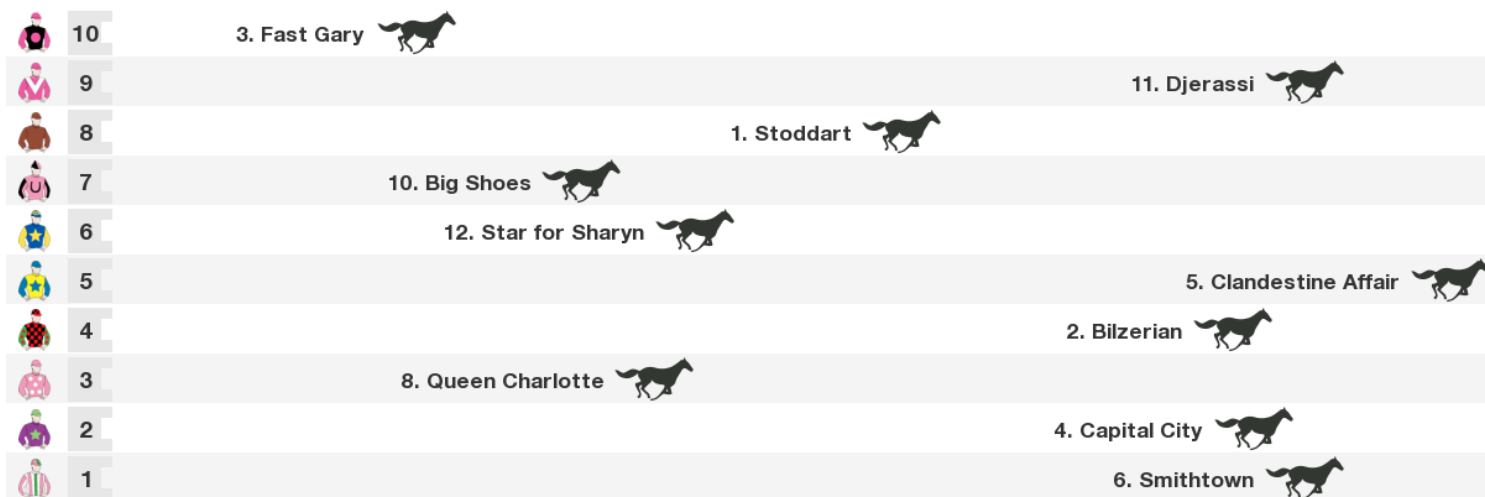 10 3. Fast Gary
9 11. Djerassi
8 1. Stoddart
7 10. Big Shoes
6 12. Star for Sharyn
5 5. Clandestine Affair
4 2. Bilzerian
3 8. Queen Charlotte
2 4. Capital City
1 6. Smithtown